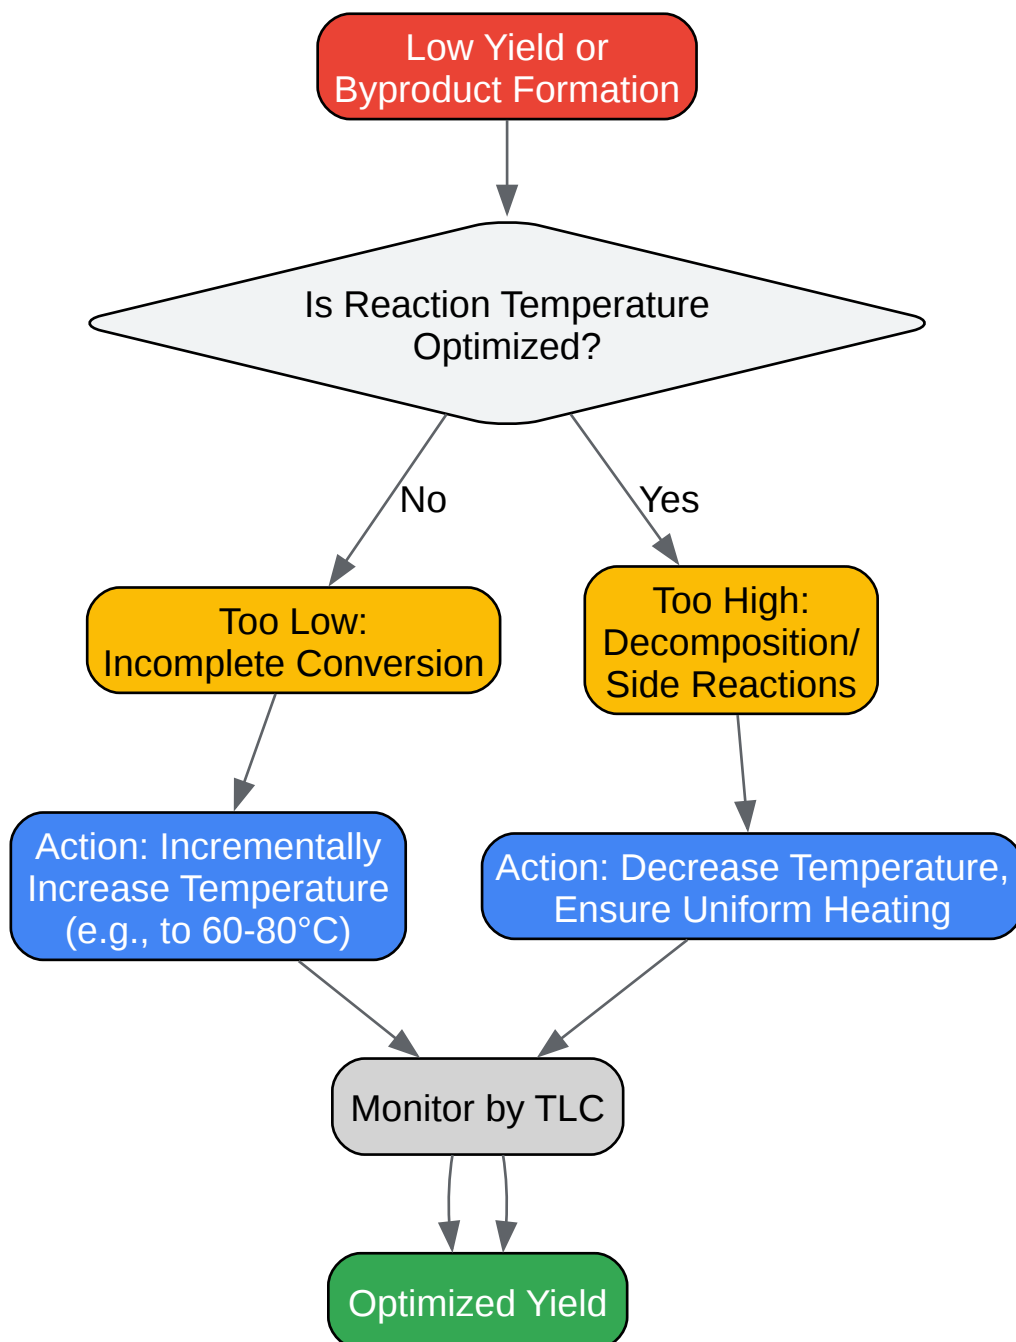 Low Yield or
Byproduct Formation
Is Reaction Temperature
Optimized?
No
Yes
Too Low:
Incomplete Conversion
Too High:
Decomposition/
Side Reactions
Action: Incrementally
Increase Temperature
(e.g., to 60-80°C)
Action: Decrease Temperature,
Ensure Uniform Heating
Monitor by TLC
Optimized Yield